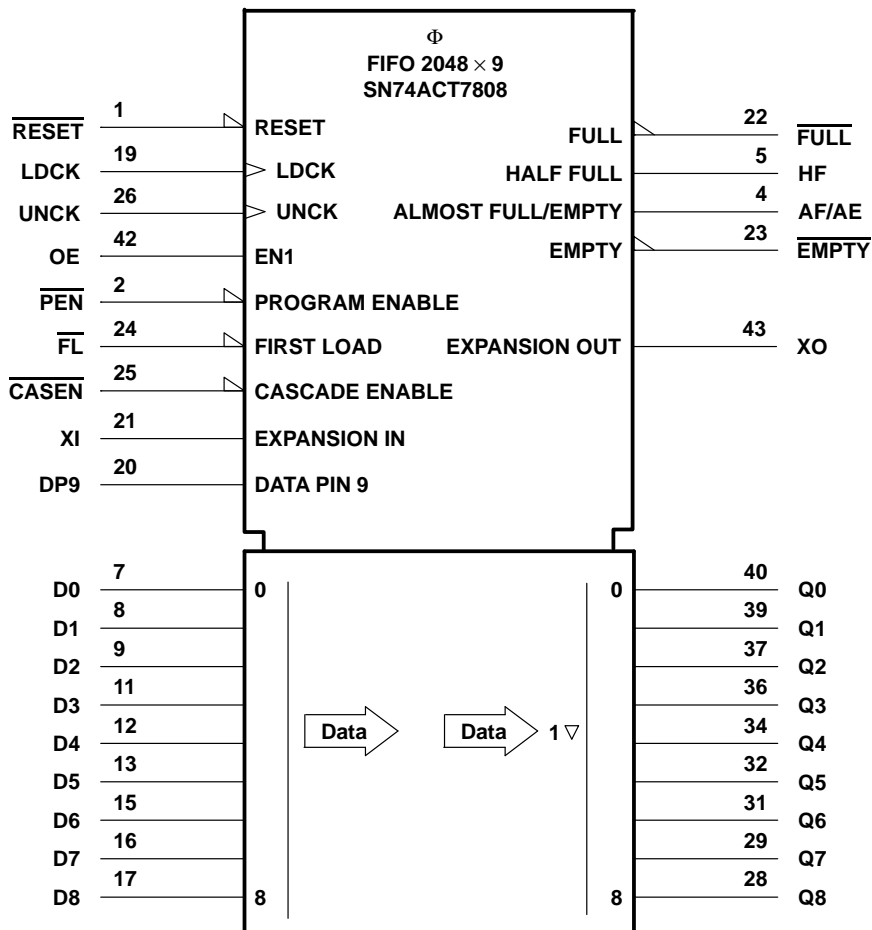 Φ
FIFO 2048 × 9
SN74ACT7808
RESET 1 RESET
LDCK 19 LDCK
UNCK 26 UNCK
OE 42 EN1
PEN 2 PROGRAM ENABLE
FL 24 FIRST LOAD
CASEN 25 CASCADE ENABLE
XI 21 EXPANSION IN
DP9 20 DATA PIN 9
FULL 22 FULL
HALF FULL 5 HF
ALMOST FULL/EMPTY 4 AF/AE
EMPTY 23 EMPTY
EXPANSION OUT 43 XO
D0 7 0
D1 8
D2 9
D3 11
D4 12
D5 13
D6 15
D7 16
D8 17 8
Data
Data 1
0 40 Q0
39 Q1
37 Q2
36 Q3
34 Q4
32 Q5
31 Q6
29 Q7
8 28 Q8